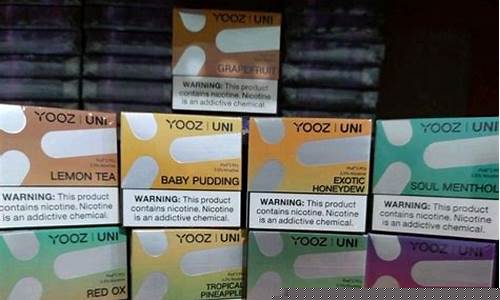 YOOZ | UNI
GRAPEFRUIT
WARNING: This product
contains nicotine. Nicotine
is an addictive chemical.
YOOZ | UNI
LEMON TEA
WARNING: This product
contains nicotine. Nicotine
is an addictive chemical.
YOOZ | UNI
BABY PUDDING
WARNING: This product
contains nicotine. Nicotine
is an addictive chemical.
YOOZ | UNI
EXOTIC
HONEYDEW
WARNING: This product
contains nicotine. Nicotine
is an addictive chemical.
YOOZ | UNI
SOUL MENTHOL
WARNING: This product
contains nicotine. Nicotine
is an addictive chemical.
YOOZ | UNI
RED OX
YOOZ | UNI
TROPICAL
PINEAPPLE
YOOZ | UNI
YOOZ | UNI